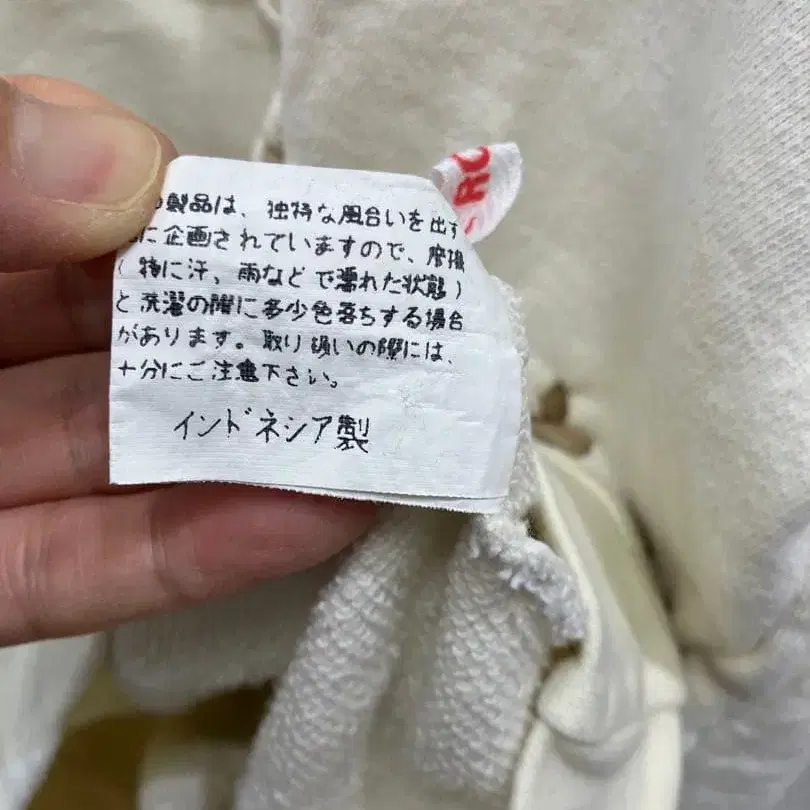 製品は、独特な風合いを出す
に企画されていますので、摩擦
(特に汗、雨などで濡れた状態)
と洗濯の際に多少色落ちする場合
があります。取り扱いの際には、
十分にご注意下さい。
インドネシア製
RO